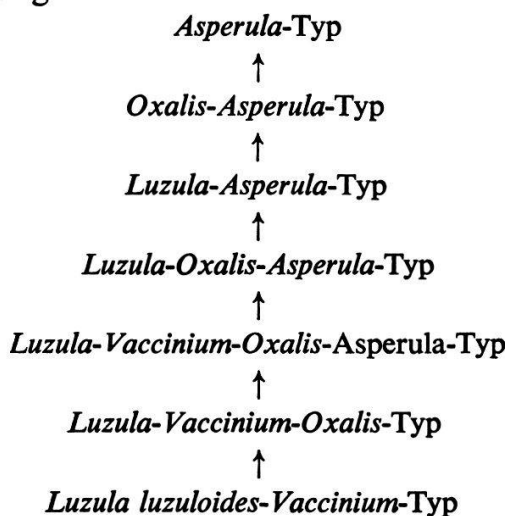 Asperula-Typ
↑
Oxalis-Asperula-Typ
↑
Luzula-Asperula-Typ
↑
Luzula-Oxalis-Asperula-Typ
↑
Luzula-Vaccinium-Oxalis-Asperula-Typ
↑
Luzula-Vaccinium-Oxalis-Typ
↑
Luzula luzuloides-Vaccinium-Typ